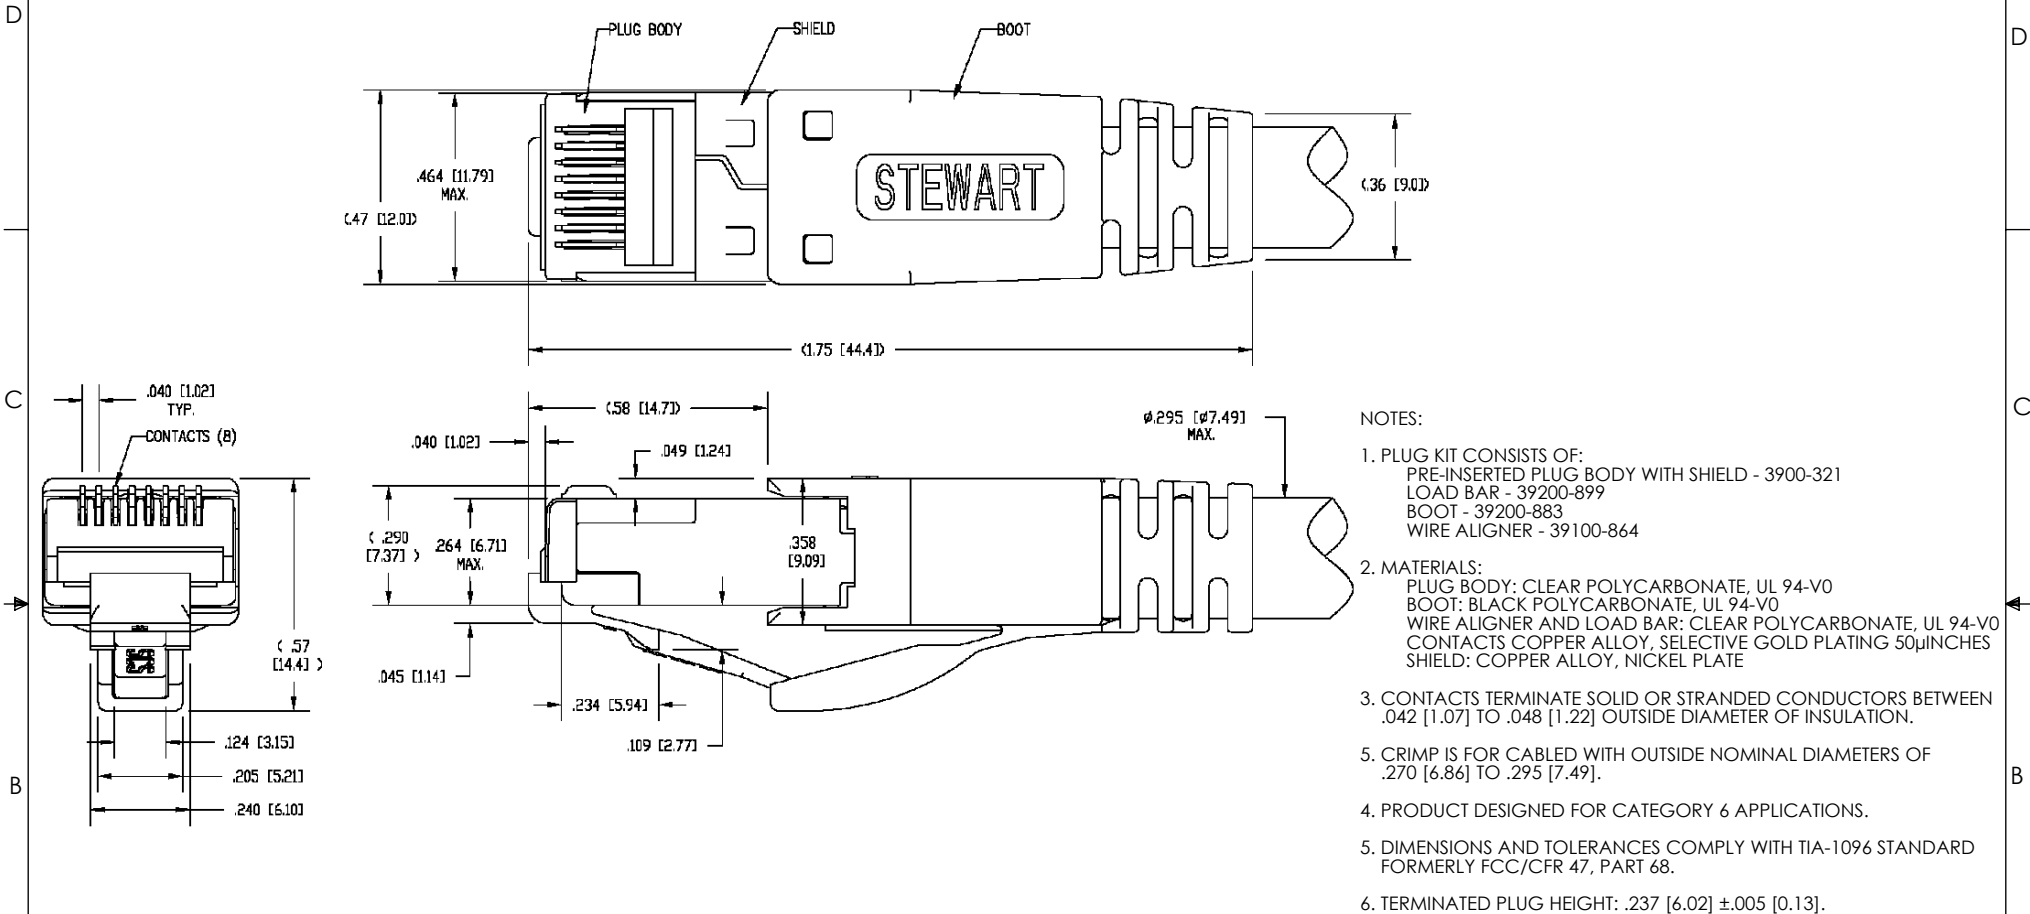 D
D
PLUG BODY
SHIELD
BOOT
.464 [11.79]
MAX.
(.47 [12.0])
STEWART
(.36 [9.0])
(1.75 [44.4])
C
C
.040 [1.02]
TYP.
CONTACTS (8)
(.58 [14.7])
.040 [1.02]
.049 [1.24]
Ø.295 [Ø7.49]
MAX.
( .290
[7.37] )
.264 [6.71]
MAX.
.358
[9.09]
( .57
[14.4] )
.045 [1.14]
.234 [5.94]
.109 [2.77]
.124 [3.15]
.205 [5.21]
.240 [6.10]
B
B
NOTES:
1. PLUG KIT CONSISTS OF:
PRE-INSERTED PLUG BODY WITH SHIELD - 3900-321
LOAD BAR - 39200-899
BOOT - 39200-883
WIRE ALIGNER - 39100-864
2. MATERIALS:
PLUG BODY: CLEAR POLYCARBONATE, UL 94-V0
BOOT: BLACK POLYCARBONATE, UL 94-V0
WIRE ALIGNER AND LOAD BAR: CLEAR POLYCARBONATE, UL 94-V0
CONTACTS COPPER ALLOY, SELECTIVE GOLD PLATING 50µINCHES
SHIELD: COPPER ALLOY, NICKEL PLATE
3. CONTACTS TERMINATE SOLID OR STRANDED CONDUCTORS BETWEEN
.042 [1.07] TO .048 [1.22] OUTSIDE DIAMETER OF INSULATION.
5. CRIMP IS FOR CABLED WITH OUTSIDE NOMINAL DIAMETERS OF
.270 [6.86] TO .295 [7.49].
4. PRODUCT DESIGNED FOR CATEGORY 6 APPLICATIONS.
5. DIMENSIONS AND TOLERANCES COMPLY WITH TIA-1096 STANDARD
FORMERLY FCC/CFR 47, PART 68.
6. TERMINATED PLUG HEIGHT: .237 [6.02] ±.005 [0.13].